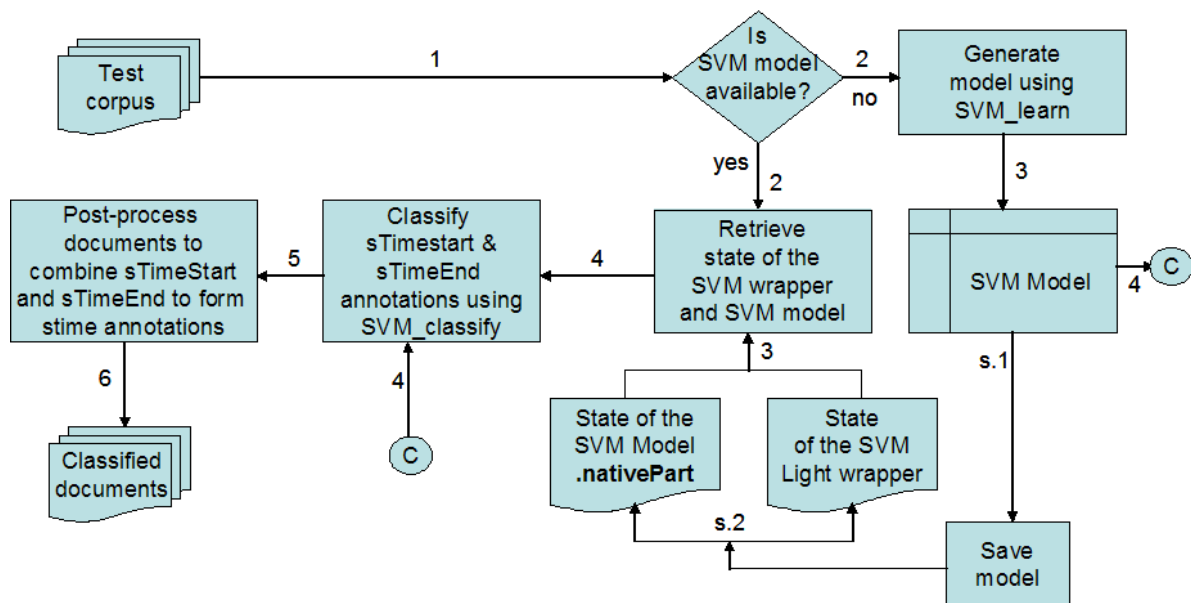 Test
corpus
1
Is
SVM model
available?
2
no
Generate
model using
SVM_learn
yes
2
3
Post-process
documents to
combine sTimeStart
and sTimeEnd to form
stime annotations
5
Classify
sTimestart &
sTimeEnd
annotations using
SVM_classify
4
Retrieve
state of the
SVM wrapper
and SVM model
SVM Model
4
C
6
4
3
s.1
Classified
documents
C
State of the
SVM Model
.nativePart
State
of the SVM
Light wrapper
s.2
Save
model